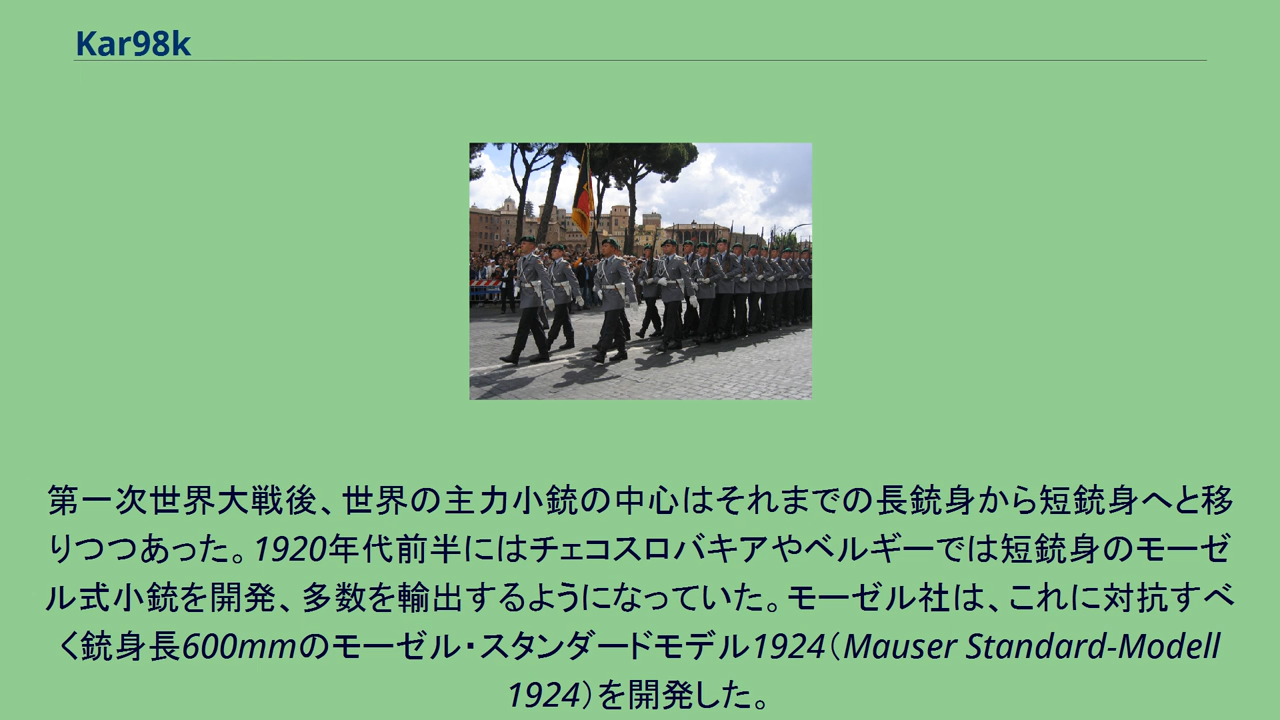 Kar98k
第一次世界大戦後、世界の主力小銃の中心はそれまでの長銃身から短銃身へと移
りつつあった。1920年代前半にはチェコスロバキアやベルギーでは短銃身のモーゼ
ル式小銃を開発、多数を輸出するようになっていた。モーゼル社は、これに対抗すべ
く銃身長600mmのモーゼル・スタンダードモデル1924（Mauser Standard-Modell
1924）を開発した。